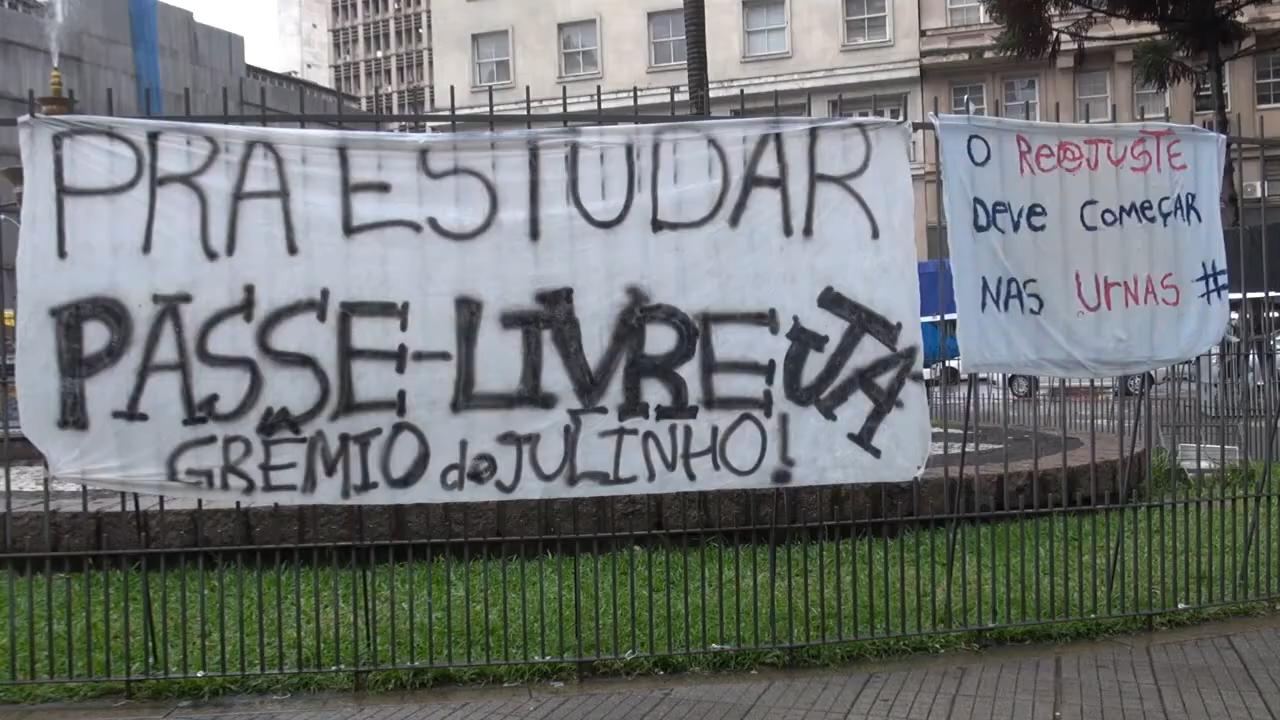 PRA ESTUDAR
PASSE-LIVRE JÁ
GRÊMIO do JULINHO!
O Re@JUSTE
DEVE COMEÇAR
NAS UrNAS #